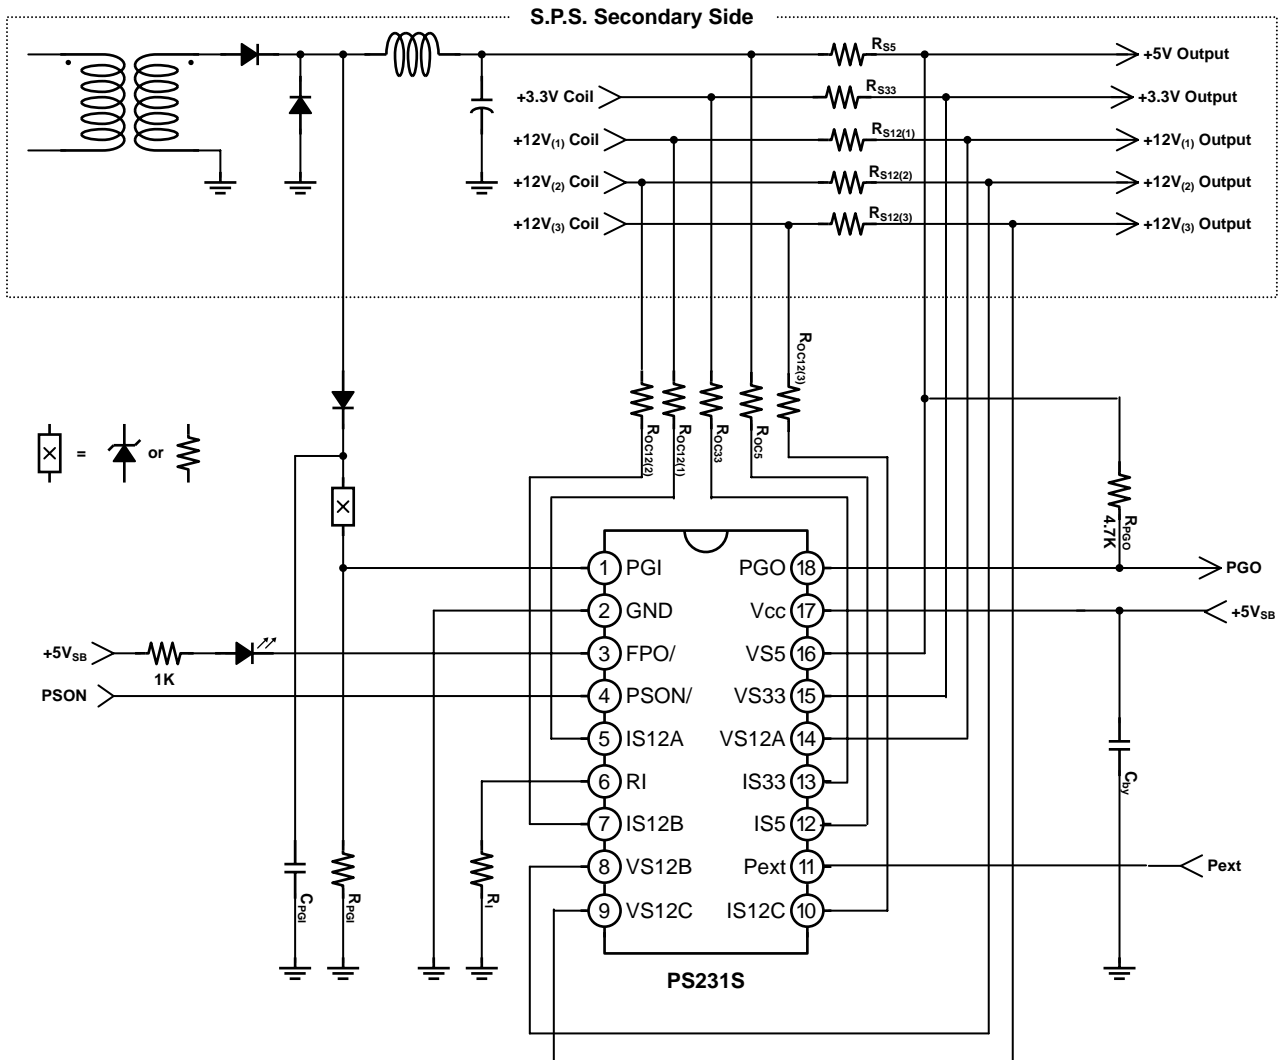 S.P.S. Secondary Side
RS5
+5V Output
+3.3V Coil
RS33
+3.3V Output
+12V(1) Coil
RS12(1)
+12V(1) Output
+12V(2) Coil
RS12(2)
+12V(2) Output
+12V(3) Coil
RS12(3)
+12V(3) Output
ROC12(2)
ROC12(1)
ROC33
ROC5
ROC12(3)
= or
RPGO
4.7K
1 PGI
PGO 18
PGO
2 GND
Vcc 17
+5VSB
+5VSB
1K
3 FPO/
VS5 16
PSON
4 PSON/
VS33 15
5 IS12A
VS12A 14
6 RI
IS33 13
7 IS12B
IS5 12
8 VS12B
Pext 11
Pext
9 VS12C
IS12C 10
CPGI
RPGI
RI
Cby
PS231S